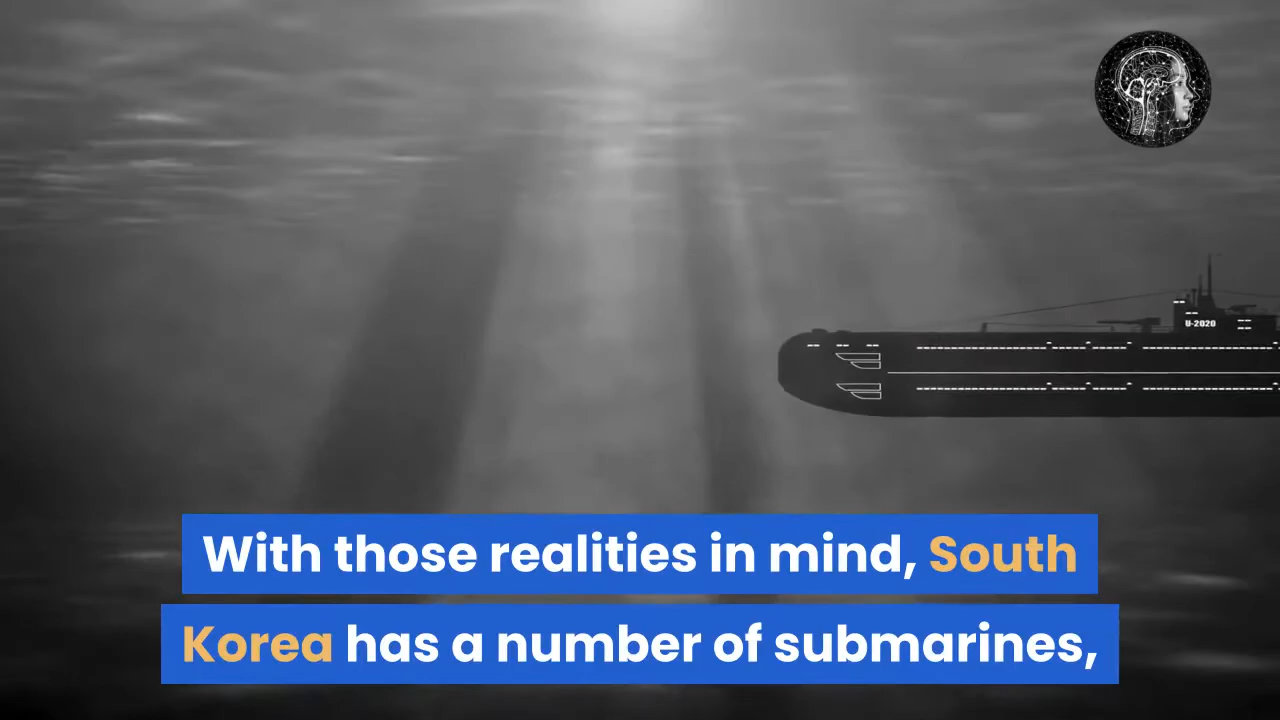 U-2020
With those realities in mind, South
Korea has a number of submarines,